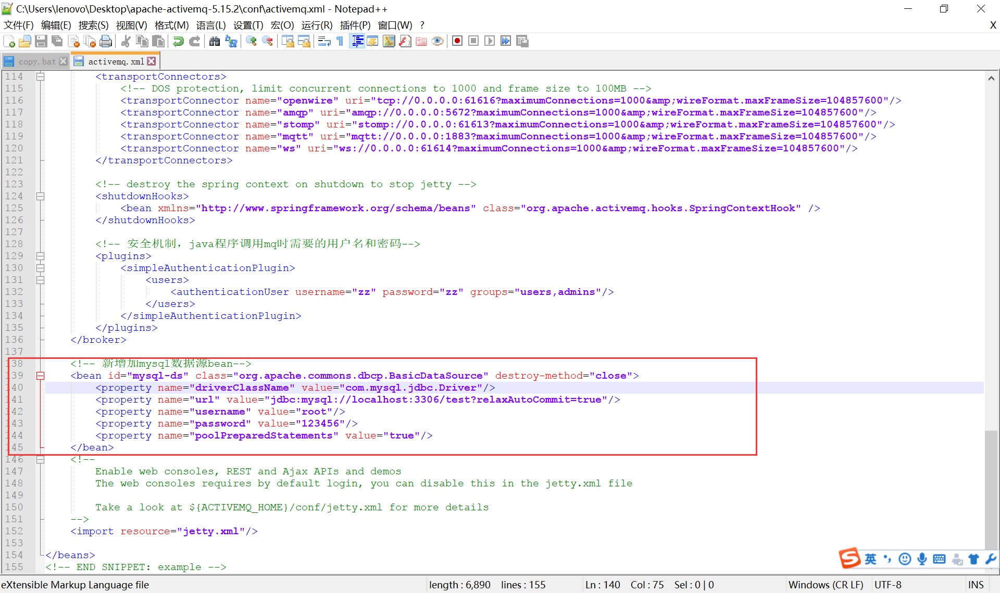 C:\Users\lenovo\Desktop\apache-activemq-5.15.2\conf\activemq.xml - Notepad++
文件(F) 编辑(E) 搜索(S) 视图(V) 格式(M) 语言(L) 设置(T) 宏(O) 运行(R) 插件(P) 窗口(W) ? X
copy.bat activemq.xml
114 <transportConnectors>
115 <!-- DOS protection, limit concurrent connections to 1000 and frame size to 100MB -->
116 <transportConnector name="openwire" uri="tcp://0.0.0.0:61616?maximumConnections=1000&amp;wireFormat.maxFrameSize=104857600"/>
117 <transportConnector name="amqp" uri="amqp://0.0.0.0:5672?maximumConnections=1000&amp;wireFormat.maxFrameSize=104857600"/>
118 <transportConnector name="stomp" uri="stomp://0.0.0.0:61613?maximumConnections=1000&amp;wireFormat.maxFrameSize=104857600"/>
119 <transportConnector name="mqtt" uri="mqtt://0.0.0.0:1883?maximumConnections=1000&amp;wireFormat.maxFrameSize=104857600"/>
120 <transportConnector name="ws" uri="ws://0.0.0.0:61614?maximumConnections=1000&amp;wireFormat.maxFrameSize=104857600"/>
121 </transportConnectors>
122
123 <!-- destroy the spring context on shutdown to stop jetty -->
124 <shutdownHooks>
125 <bean xmlns="http://www.springframework.org/schema/beans" class="org.apache.activemq.hooks.SpringContextHook" />
126 </shutdownHooks>
127
128 <!-- 安全机制，java程序调用mq时需要的用户名和密码-->
129 <plugins>
130 <simpleAuthenticationPlugin>
131 <users>
132 <authenticationUser username="zz" password="zz" groups="users,admins"/>
133 </users>
134 </simpleAuthenticationPlugin>
135 </plugins>
136 </broker>
137
138 <!-- 新增加mysql数据源bean-->
139 <bean id="mysql-ds" class="org.apache.commons.dbcp.BasicDataSource" destroy-method="close">
140 <property name="driverClassName" value="com.mysql.jdbc.Driver"/>
141 <property name="url" value="jdbc:mysql://localhost:3306/test?relaxAutoCommit=true"/>
142 <property name="username" value="root"/>
143 <property name="password" value="123456"/>
144 <property name="poolPreparedStatements" value="true"/>
145 </bean>
146 <!--
147 Enable web consoles, REST and Ajax APIs and demos
148 The web consoles requires by default login, you can disable this in the jetty.xml file
149
150 Take a look at ${ACTIVEMQ_HOME}/conf/jetty.xml for more details
151 -->
152 <import resource="jetty.xml"/>
153
154 </beans>
155 <!-- END SNIPPET: example -->
S 英
eXtensible Markup Language file length : 6,890 lines : 155 Ln : 140 Col : 75 Sel : 0 | 0 Windows (CR LF) UTF-8 INS